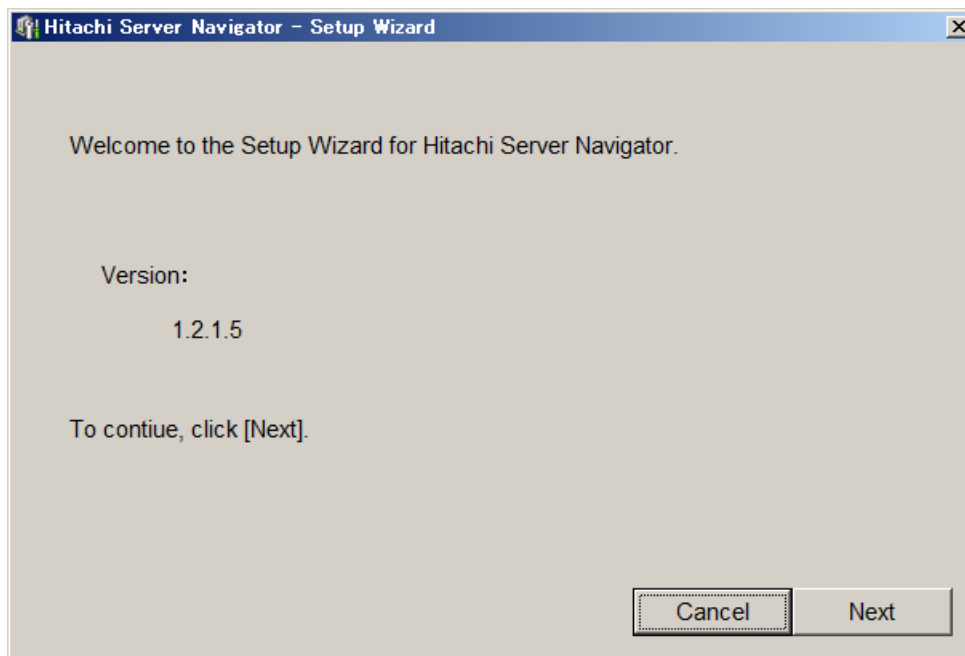 Hitachi Server Navigator - Setup Wizard
Welcome to the Setup Wizard for Hitachi Server Navigator.
Version:
1.2.1.5
To contiue, click [Next].
Cancel Next